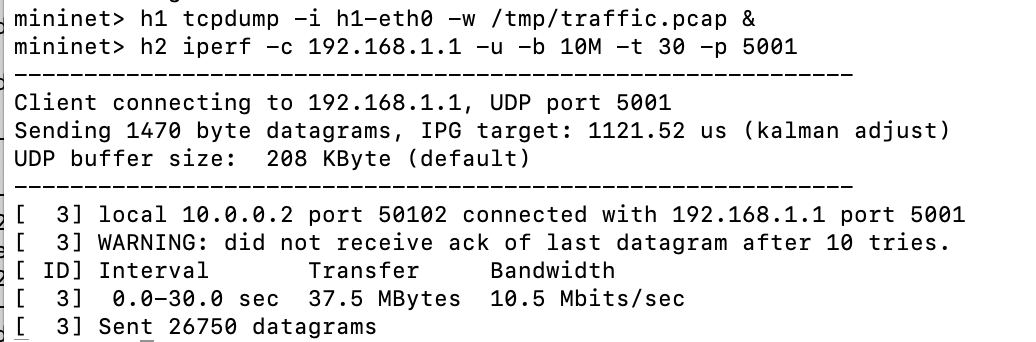 mininet> h1 tcpdump -i h1-eth0 -w /tmp/traffic.pcap &
mininet> h2 iperf -c 192.168.1.1 -u -b 10M -t 30 -p 5001
------------------------------------------------------------
Client connecting to 192.168.1.1, UDP port 5001
Sending 1470 byte datagrams, IPG target: 1121.52 us (kalman adjust)
UDP buffer size:  208 KByte (default)
------------------------------------------------------------
[  3] local 10.0.0.2 port 50102 connected with 192.168.1.1 port 5001
[  3] WARNING: did not receive ack of last datagram after 10 tries.
[ ID] Interval       Transfer     Bandwidth
[  3]  0.0-30.0 sec  37.5 MBytes  10.5 Mbits/sec
[  3] Sent 26750 datagrams